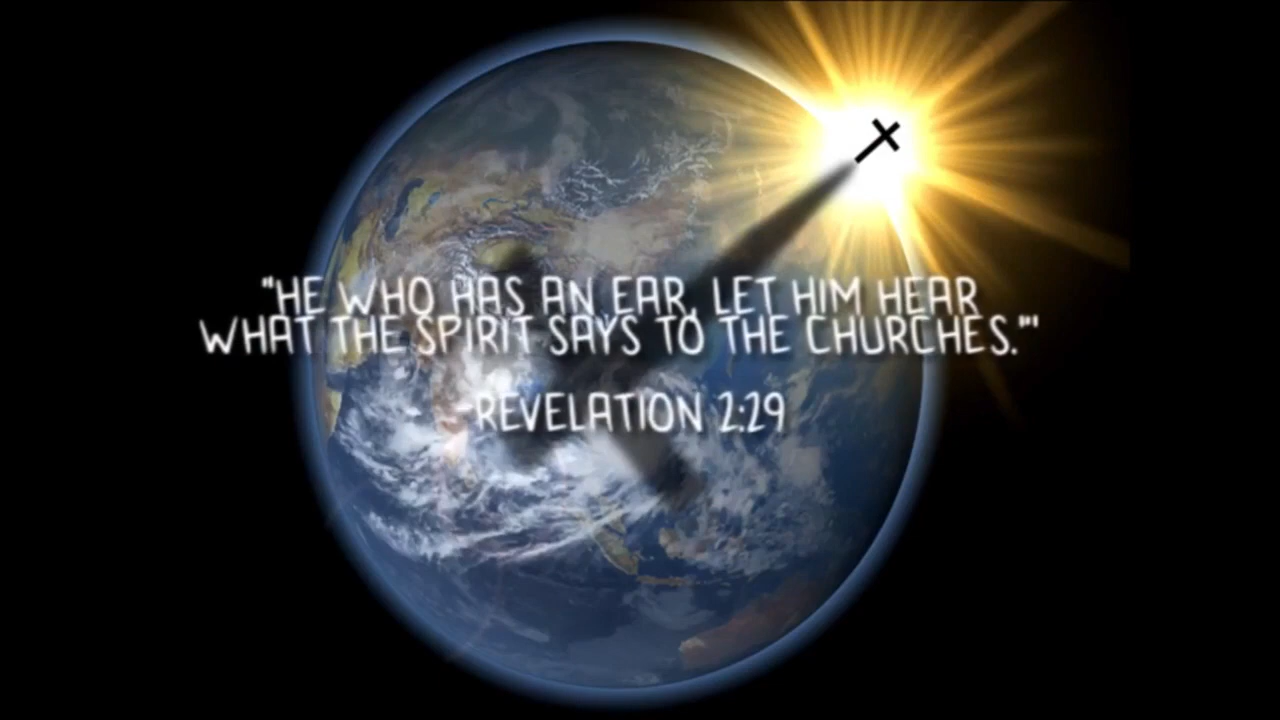 "HE WHO HAS AN EAR, LET HIM HEAR
WHAT THE SPIRIT SAYS TO THE CHURCHES."'
-REVELATION 2:29